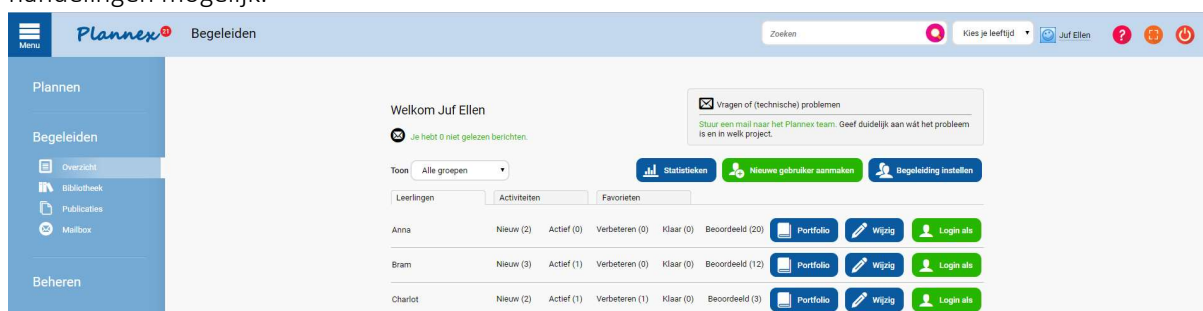 handelingen mogelijk.
Menu Plannex 21 Begeleiden Zoeken Kies je leeftijd Juf Ellen ?
Plannen
Begeleiden
Overzicht
Bibliotheek
Publicaties
Mailbox
Beheren
Welkom Juf Ellen
Je hebt 0 niet gelezen berichten.
Vragen of (technische) problemen
Stuur een mail naar het Plannex team. Geef duidelijk aan wát het probleem
is en in welk project.
Toon Alle groepen Statistieken Nieuwe gebruiker aanmaken Begeleiding instellen
Leerlingen Activiteiten Favorieten
Anna Nieuw (2) Actief (0) Verbeteren (0) Klaar (0) Beoordeeld (20) Portfolio Wijzig Login als
Bram Nieuw (3) Actief (1) Verbeteren (0) Klaar (0) Beoordeeld (12) Portfolio Wijzig Login als
Charlot Nieuw (2) Actief (1) Verbeteren (1) Klaar (0) Beoordeeld (3) Portfolio Wijzig Login als